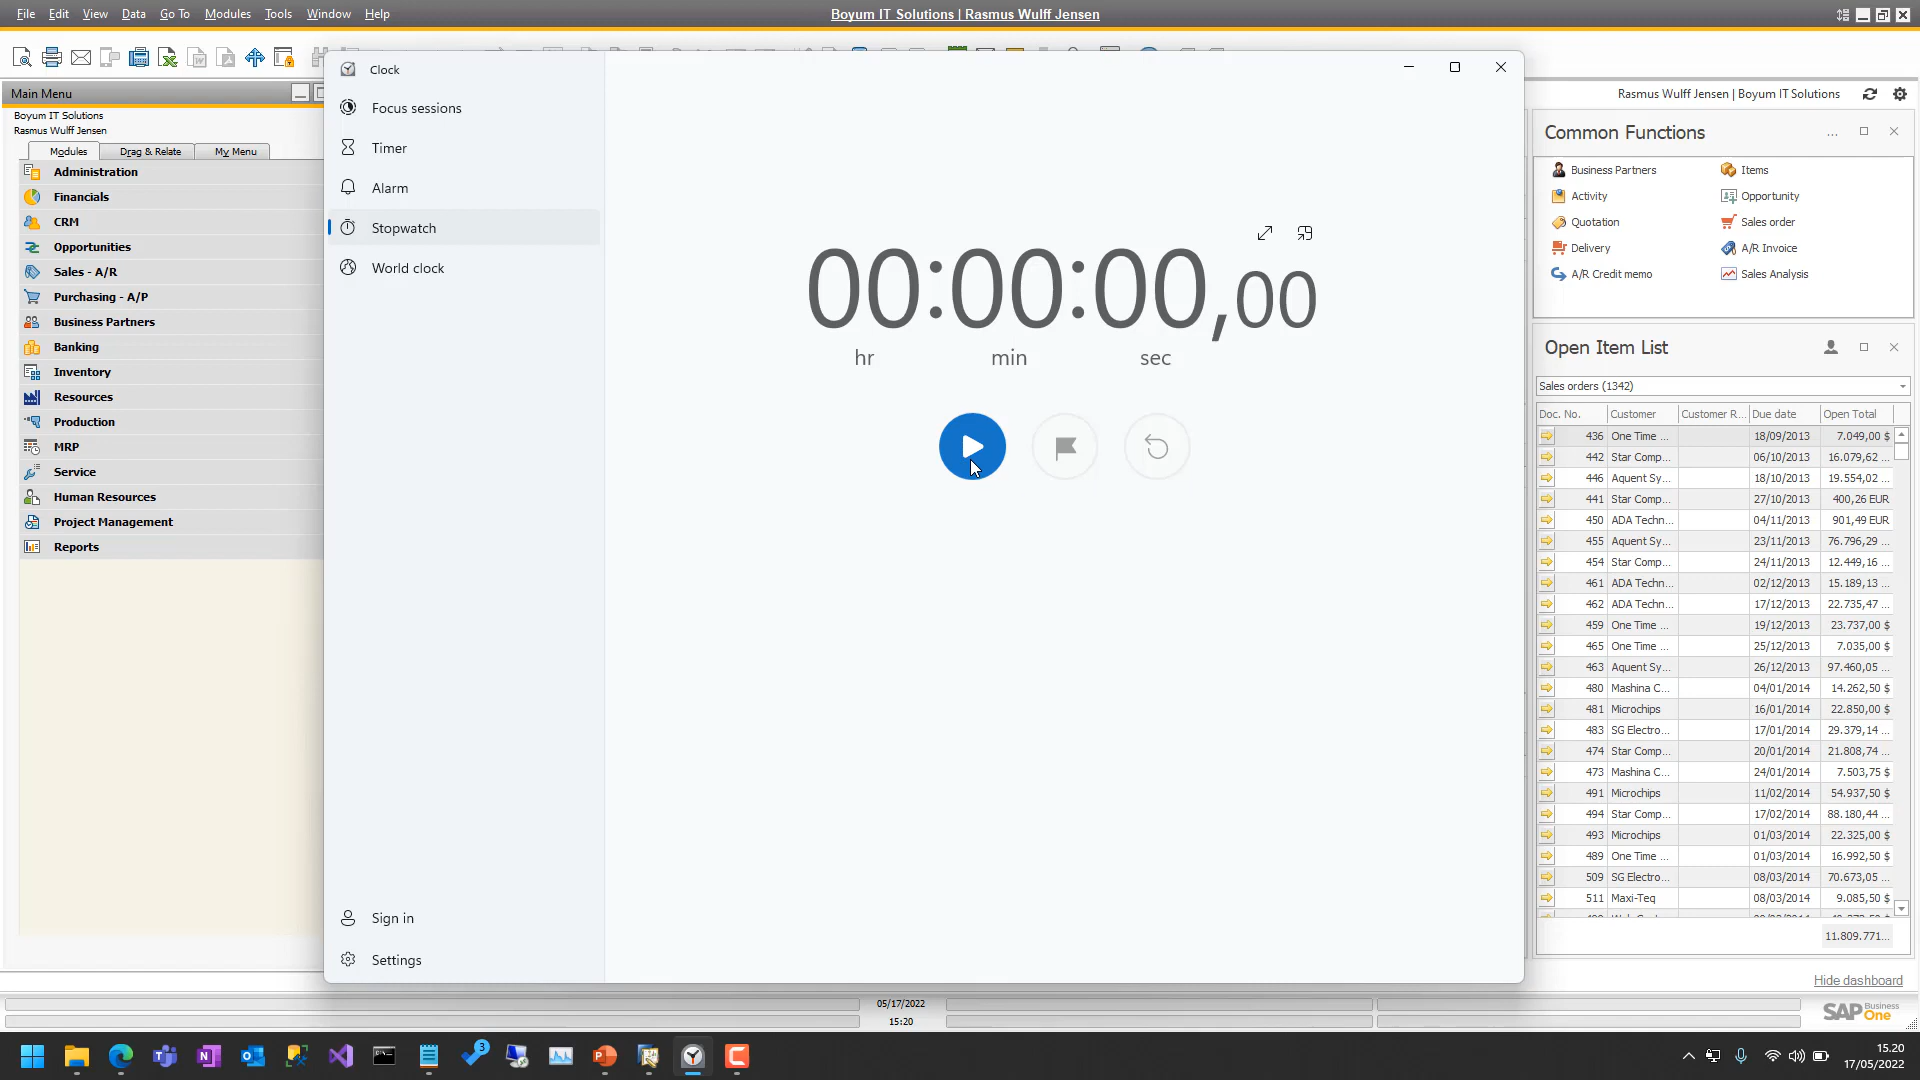 File Edit View Data Go To Modules Tools Window Help
Boyum IT Solutions | Rasmus Wulff Jensen
Main Menu
Boyum IT Solutions
Rasmus Wulff Jensen
Modules Drag & Relate My Menu
Administration
Financials
CRM
Opportunities
Sales - A/R
Purchasing - A/P
Business Partners
Banking
Inventory
Resources
Production
MRP
Service
Human Resources
Project Management
Reports
Clock
Focus sessions
Timer
Alarm
Stopwatch
World clock
Sign in
Settings
00:00:00,00
hr min sec
Rasmus Wulff Jensen | Boyum IT Solutions
Common Functions
...
Business Partners Items
Activity Opportunity
Quotation Sales order
Delivery A/R Invoice
A/R Credit memo Sales Analysis
Open Item List
Sales orders (1342)
Doc. No. Customer Customer R... Due date Open Total
436 One Time ... 18/09/2013 7.049,00 $
442 Star Comp... 06/10/2013 16.079,62 ...
446 Aquent Sy... 18/10/2013 19.554,02 ...
441 Star Comp... 27/10/2013 400,26 EUR
450 ADA Techn... 04/11/2013 901,49 EUR
455 Aquent Sy... 23/11/2013 76.796,29 ...
454 Star Comp... 24/11/2013 12.449,16 ...
461 ADA Techn... 02/12/2013 15.189,13 ...
462 ADA Techn... 17/12/2013 22.735,47 ...
459 One Time ... 19/12/2013 23.737,00 $
465 One Time ... 25/12/2013 7.035,00 $
463 Aquent Sy... 26/12/2013 97.460,05 ...
480 Mashina C... 04/01/2014 14.262,50 $
481 Microchips 16/01/2014 22.850,00 $
483 SG Electro... 17/01/2014 29.379,14 ...
474 Star Comp... 20/01/2014 21.808,74 ...
473 Mashina C... 24/01/2014 7.503,75 $
491 Microchips 11/02/2014 54.937,50 $
494 Star Comp... 17/02/2014 88.180,44 ...
493 Microchips 01/03/2014 22.325,00 $
489 One Time ... 01/03/2014 16.992,50 $
509 SG Electro... 08/03/2014 70.673,05 ...
511 Maxi-Teq 08/03/2014 9.085,50 $
11.809.771...
Hide dashboard
05/17/2022
15:20
SAP Business One
3
15.20
17/05/2022